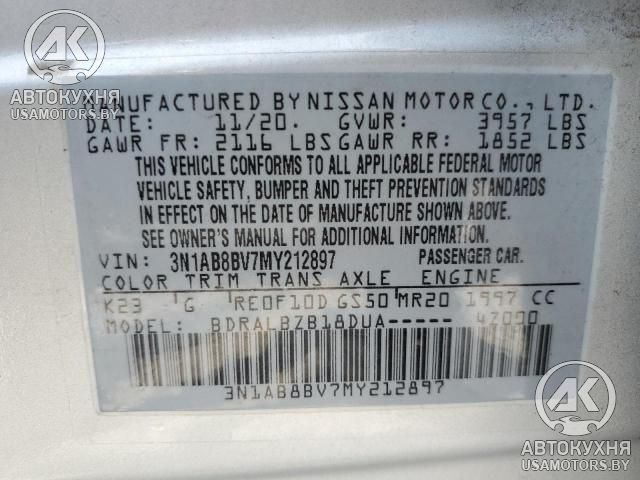 AK
АВТОКУХНЯ
USAMOTORS.BY
MANUFACTURED BY NISSAN MOTOR CO., LTD.
DATE: 11/20. GVWR: 3957 LBS
GAWR FR: 2116 LBS GAWR RR: 1852 LBS
THIS VEHICLE CONFORMS TO ALL APPLICABLE FEDERAL MOTOR
VEHICLE SAFETY, BUMPER AND THEFT PREVENTION STANDARDS
IN EFFECT ON THE DATE OF MANUFACTURE SHOWN ABOVE.
SEE OWNER'S MANUAL FOR ADDITIONAL INFORMATION.
VIN: 3N1AB8BV7MY212897 PASSENGER CAR.
COLOR TRIM TRANS AXLE ENGINE
K23 G RE0F10D GS50 MR20 1997 CC
MODEL: BDRALBZB18DUA----- 47090
3N1AB8BV7MY212897
AK
АВТОКУХНЯ
USAMOTORS.BY